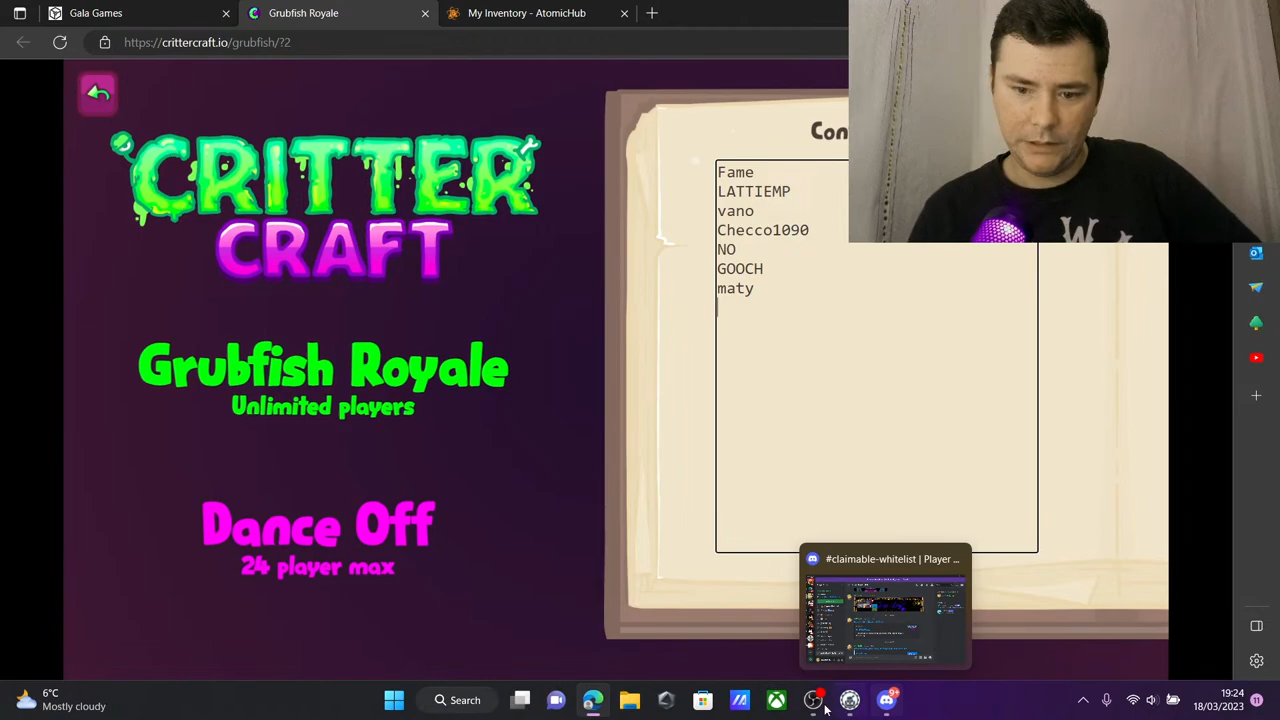 Gala Games
Grubfish Royale
My Inventory - AtomicHub
https://crittercraft.io/grubfish/?2
CRITTER
CRAFT
Grubfish Royale
Unlimited players
Dance Off
24 player max
Con
Fame
LATTIEMP
vano
Checco1090
NO
GOOCH
maty
#claimable-whitelist | Player ...
6°C
Mostly cloudy
Search
9+
19:24
18/03/2023
11